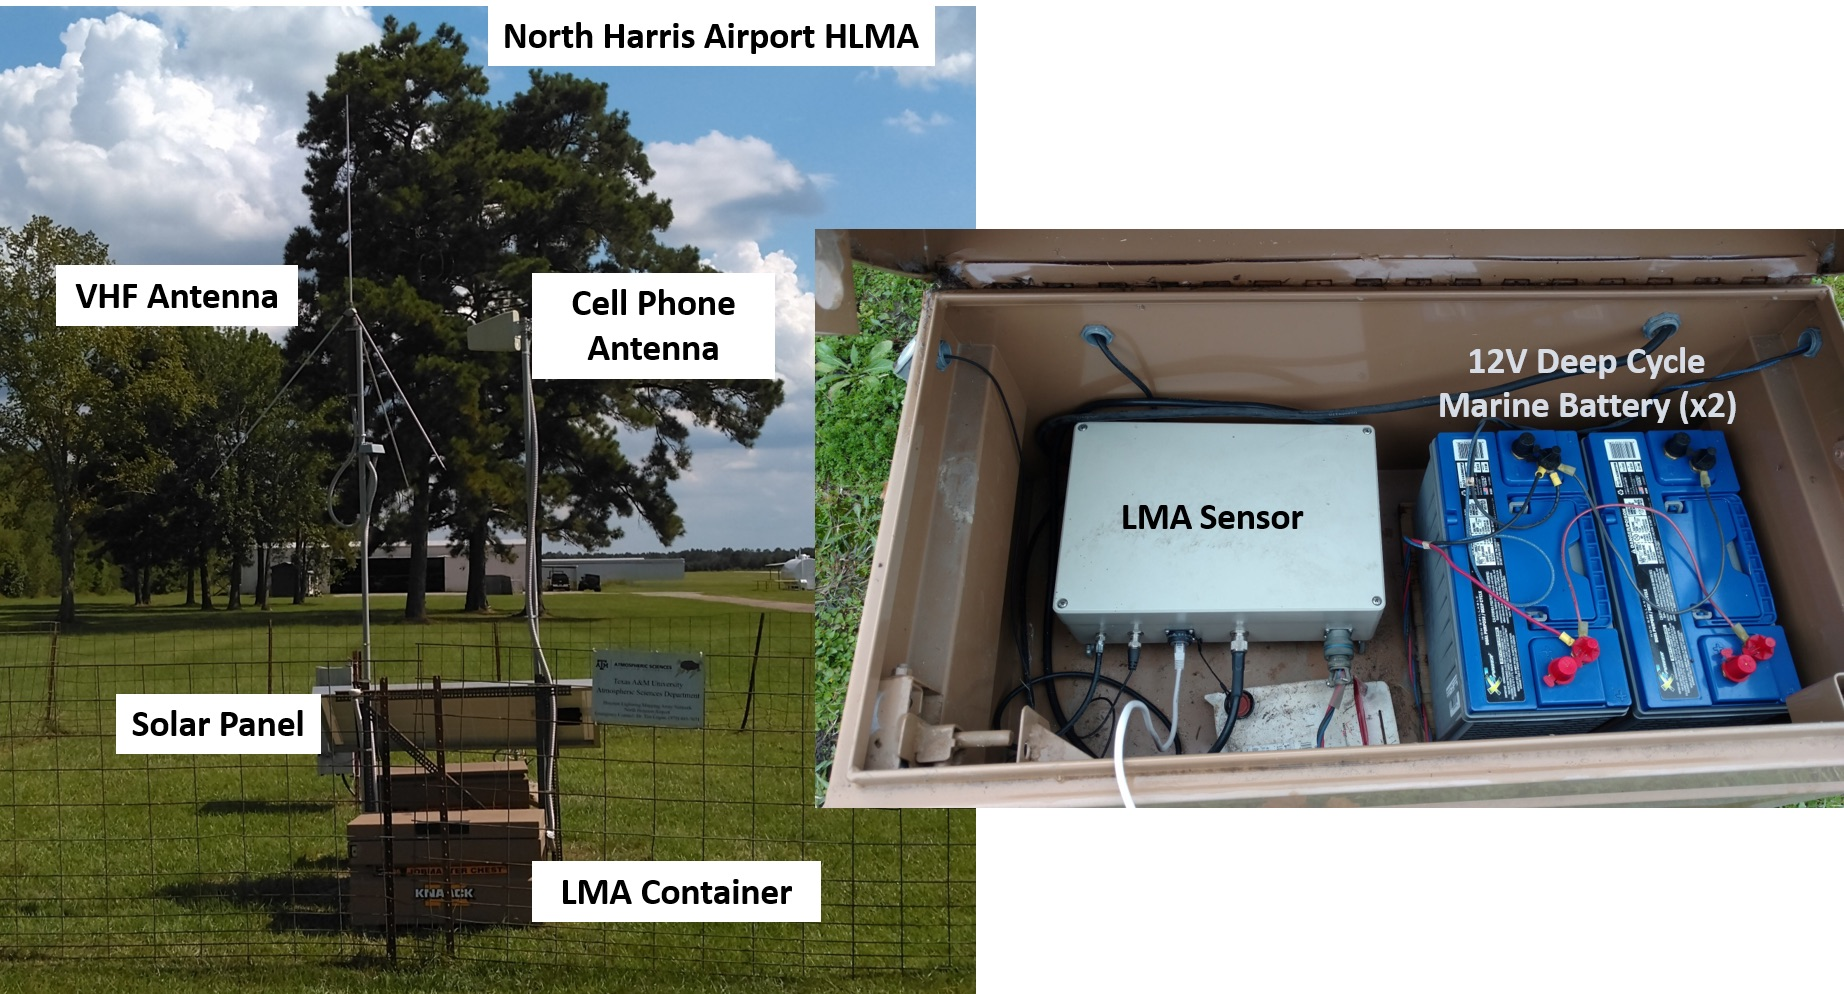 North Harris Airport HLMA
VHF Antenna
Cell Phone
Antenna
Solar Panel
ATM ATMOSPHERIC SCIENCES
Texas A&M University
Atmospheric Sciences Department
KNAACK
LMA Container
12V Deep Cycle
Marine Battery (x2)
LMA Sensor